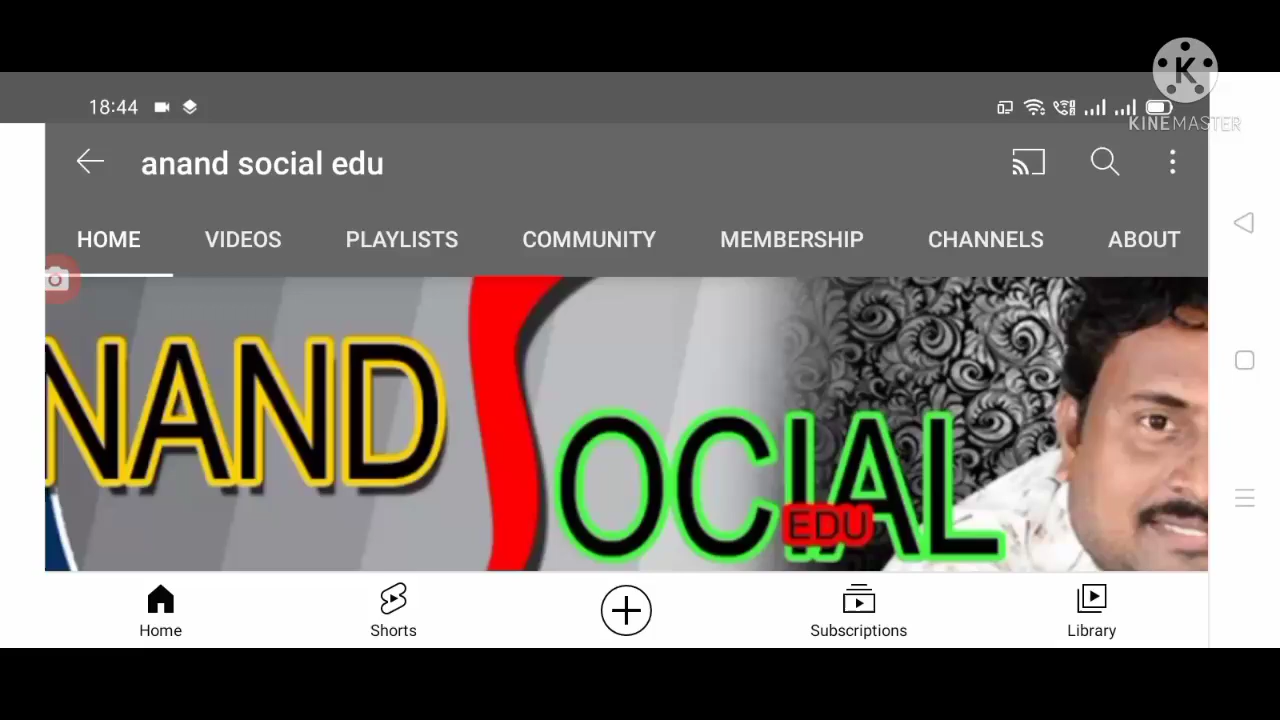 18:44
KINEMASTER
anand social edu
HOME VIDEOS PLAYLISTS COMMUNITY MEMBERSHIP CHANNELS ABOUT
NAND SOCIAL
EDU
Home Shorts Subscriptions Library